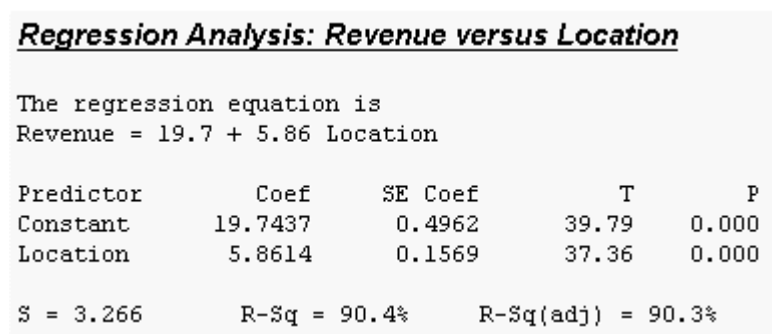 Regression Analysis: Revenue versus Location
The regression equation is
Revenue = 19.7 + 5.86 Location
Predictor Coef SE Coef T P
Constant 19.7437 0.4962 39.79 0.000
Location 5.8614 0.1569 37.36 0.000
S = 3.266 R-Sq = 90.4% R-Sq(adj) = 90.3%